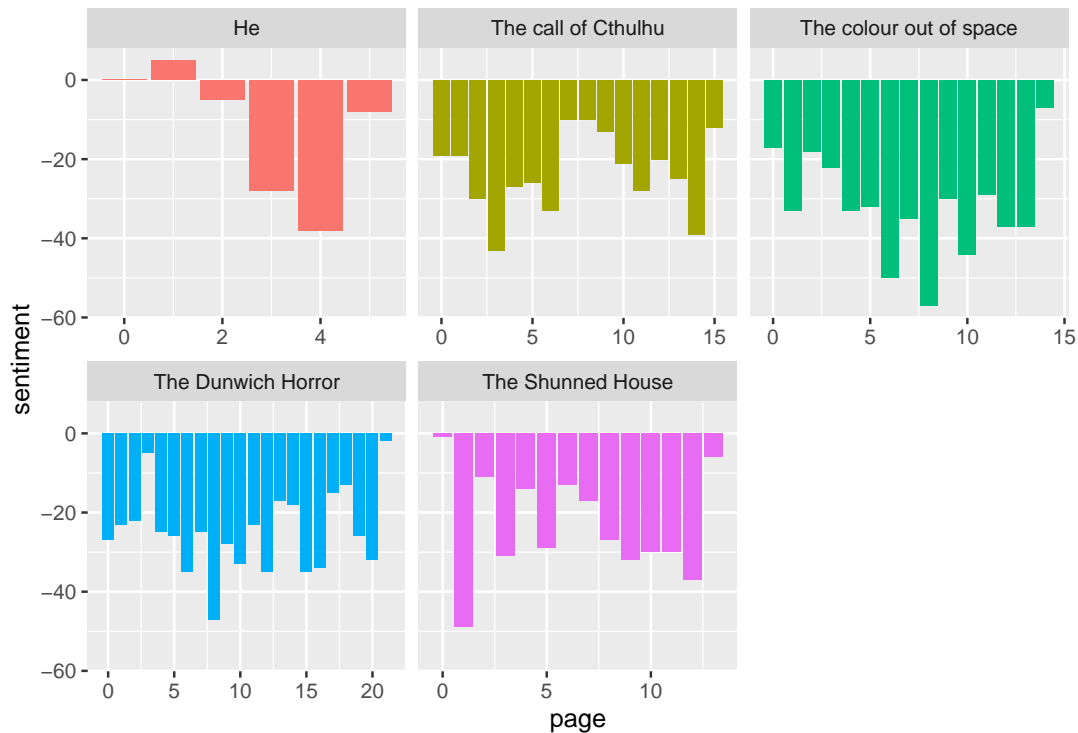 He
The call of Cthulhu
The colour out of space
0
−20
−40
−60
0 2 4
0 5 10 15
0 5 10 15
The Dunwich Horror
The Shunned House
0
−20
−40
−60
0 5 10 15 20
0 5 10
sentiment
page